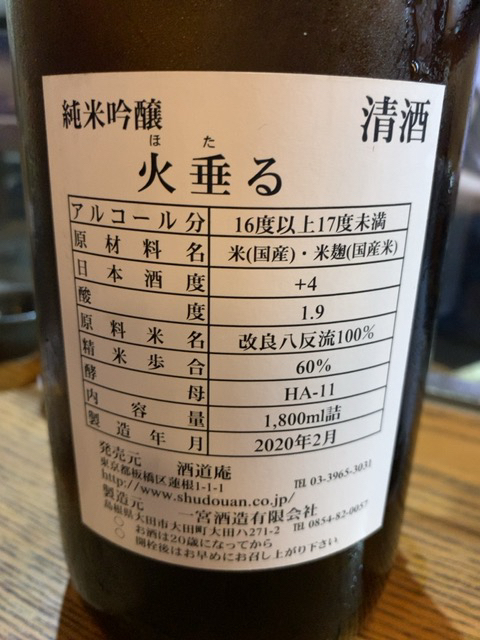 純米吟醸 清酒
ほた
火垂る
アルコール分 16度以上17度未満
原材料名 米(国産)・米麹(国産米)
日本酒度 +4
酸度 1.9
原料米名 改良八反流100%
精米歩合 60%
酵母 HA-11
内容量 1,800ml詰
製造年月 2020年2月
発売元 酒道庵
東京都板橋区蓮根1-1-1 TEL 03-3965-3031
http://www.shudouan.co.jp/
製造元 一宮酒造有限会社
島根県大田市大田町大田ハ271-2 TEL 0854-82-0057
○ お酒は20歳になってから
○ 開栓後はお早めにお召し上がり下さい